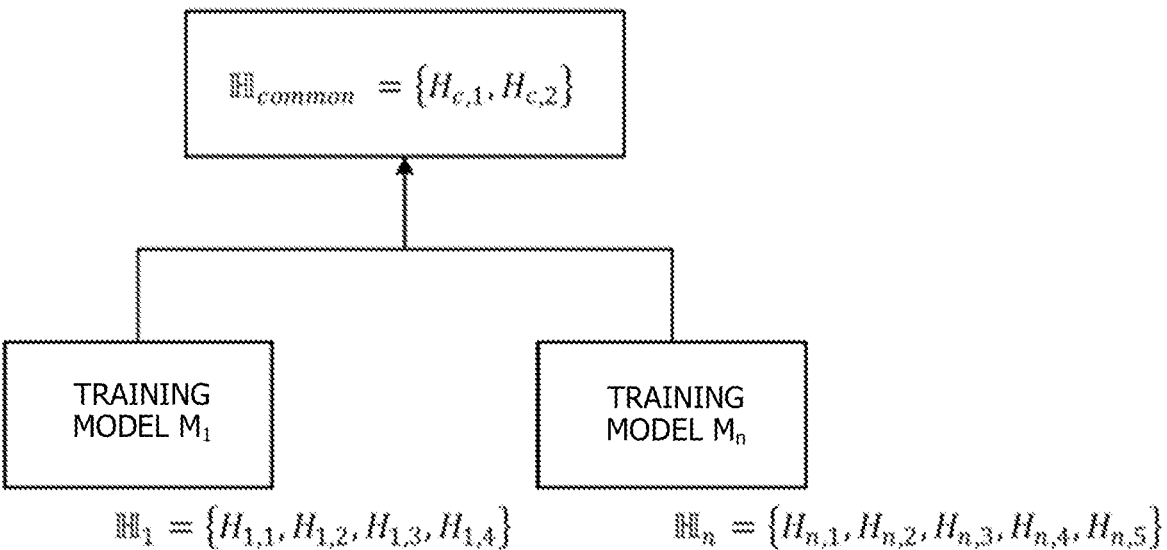 ℍ_common = {H_c,1, H_c,2}
TRAINING
MODEL M₁
TRAINING
MODEL Mₙ
ℍ₁ = {H₁,₁, H₁,₂, H₁,₃, H₁,₄}
ℍₙ = {H_n,1, H_n,2, H_n,3, H_n,4, H_n,5}